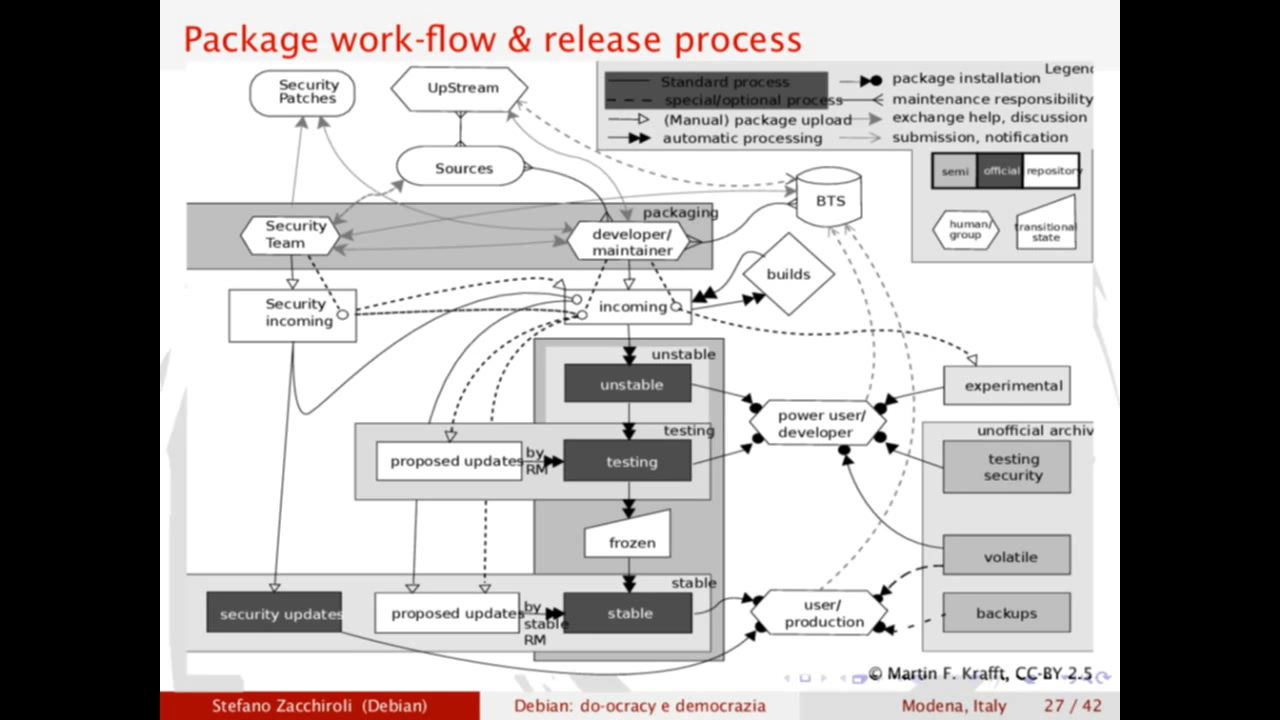 Package work-flow & release process
Security
Patches
UpStream
Legend
Standard process
package installation
special/optional process
maintenance responsibility
(Manual) package upload
exchange help, discussion
automatic processing
submission, notification
Sources
semi
official
repository
BTS
packaging
human/
group
transitional
state
Security
Team
developer/
maintainer
builds
Security
incoming
incoming
unstable
unstable
experimental
power user/
developer
testing
unofficial archiv
proposed updates
by
RM
testing
testing
security
frozen
volatile
stable
security updates
proposed updates
by
stable
RM
stable
user/
production
backups
© Martin F. Krafft, CC-BY 2.5
Stefano Zacchiroli (Debian)
Debian: do-ocracy e democrazia
Modena, Italy
27 / 42